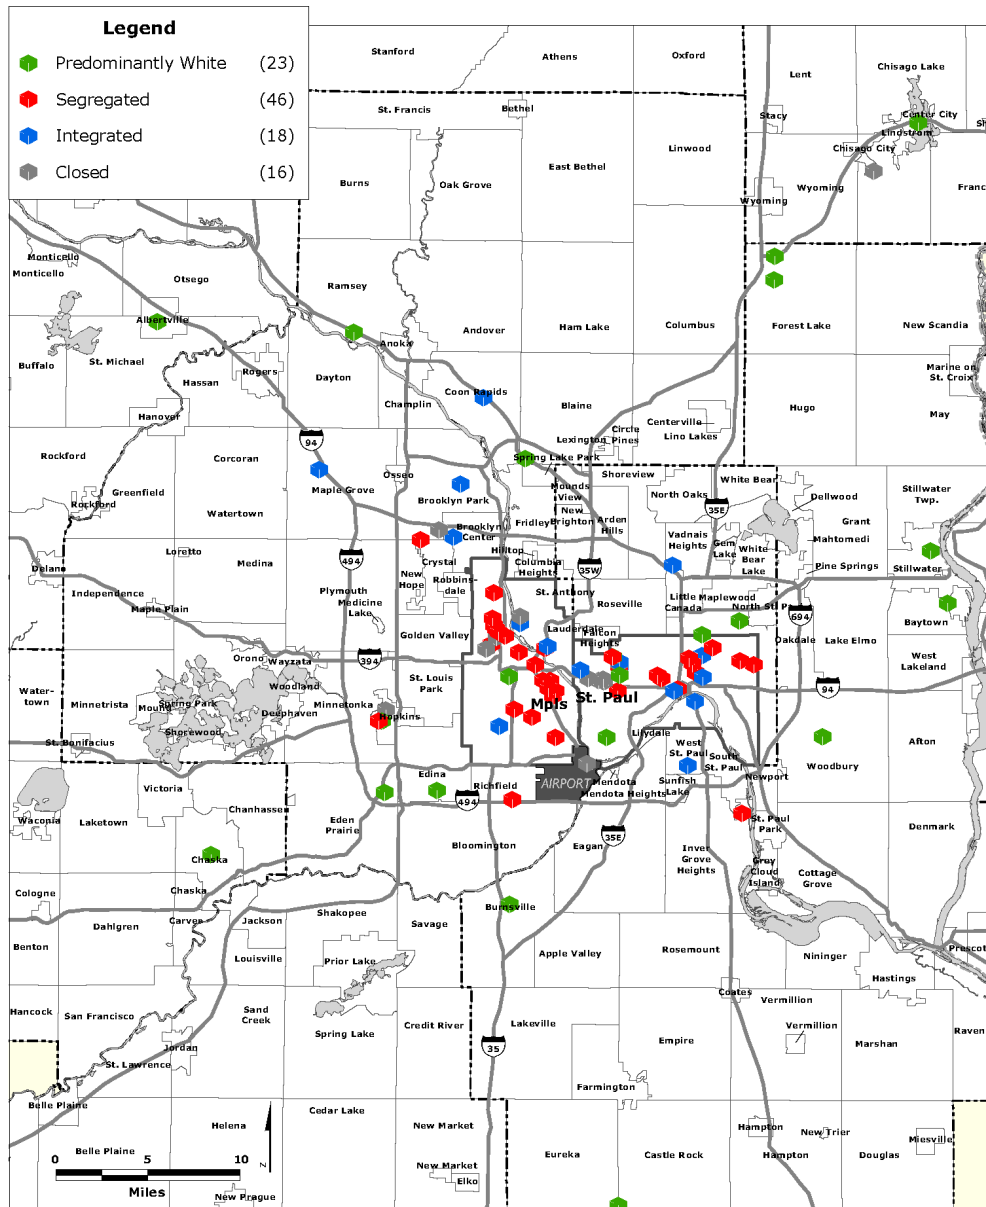 Legend
Predominantly White (23)
Segregated (46)
Integrated (18)
Closed (16)
Stanford
Athens
Oxford
Lent
Chisago Lake
St. Francis
Bethel
Stacy
Center City
Lindstrom
Chisago City
Linwood
East Bethel
Burns
Oak Grove
Wyoming
Wyoming
Franc
Monticello
Monticello
Otsego
Ramsey
Albertville
Andover
Ham Lake
Columbus
Forest Lake
New Scandia
Anoka
Buffalo
St. Michael
Hassan
Rogers
Dayton
Coon Rapids
Champlin
Blaine
Marine on
St. Croix
Hugo
May
Hanover
Centerville
Circle
Pines
Lexington
Lino Lakes
94
Rockford
Corcoran
Spring Lake Park
Osseo
Shoreview
White Bear
Maple Grove
Mounds
View
North Oaks
Dellwood
Stillwater
Twp.
Greenfield
Rockford
Brooklyn Park
35E
Watertown
New
Brighton
Arden
Hills
Fridley
Grant
Brooklyn
Center
Vadnais
Heights
Mahtomedi
Loretto
Hilltop
Gem
Lake
White
Bear
Lake
Medina
494
Crystal
Columbia
Heights
35W
Pine Springs
Stillwater
Delano
New
Hope
Robbins-
dale
Independence
Plymouth
Medicine
Lake
St. Anthony
Roseville
Little
Canada
Maplewood
North St. Pa
Maple Plain
694
Baytown
Golden Valley
Lauderdale
Falcon
Heights
Oakdale
Lake Elmo
Orono
Wayzata
394
West
Lakeland
Woodland
St. Louis
Park
94
Water-
town
Minnetrista
Spring Park
Mound
Deephaven
Minnetonka
Hopkins
Mpls
St. Paul
Shorewood
Lilydale
St. Bonifacius
West
St. Paul
South
St. Paul
Afton
Woodbury
Edina
Richfield
AIRPORT
Mendota
Mendota Heights
Sunfish
Lake
Newport
Victoria
494
Chanhassen
Waconia
Laketown
Eden
Prairie
35E
St. Paul
Park
Denmark
Bloomington
Eagan
Inver
Grove
Heights
Chaska
Grey
Cloud
Island
Cottage
Grove
Cologne
Chaska
Burnsville
Shakopee
Carver
Jackson
Dahlgren
Savage
Benton
Apple Valley
Rosemount
Nininger
Prescot
Louisville
Prior Lake
Hastings
Coates
Vermillion
Hancock
San Francisco
Sand
Creek
Credit River
Lakeville
Vermillion
Raven
Spring Lake
35
Empire
Marshan
Jordan
St. Lawrence
Farmington
Belle Plaine
Cedar Lake
Helena
New Market
Hampton
New Trier
Miesville
Belle Plaine
Eureka
Castle Rock
Hampton
Douglas
0 5 10
Miles
New Market
Elko
New Prague